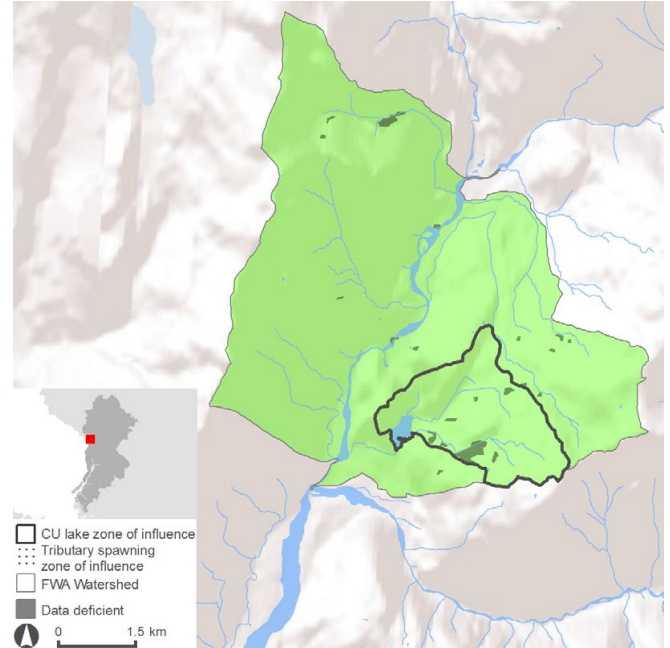 CU lake zone of influence
Tributary spawning
zone of influence
FWA Watershed
Data deficient
0 1.5 km